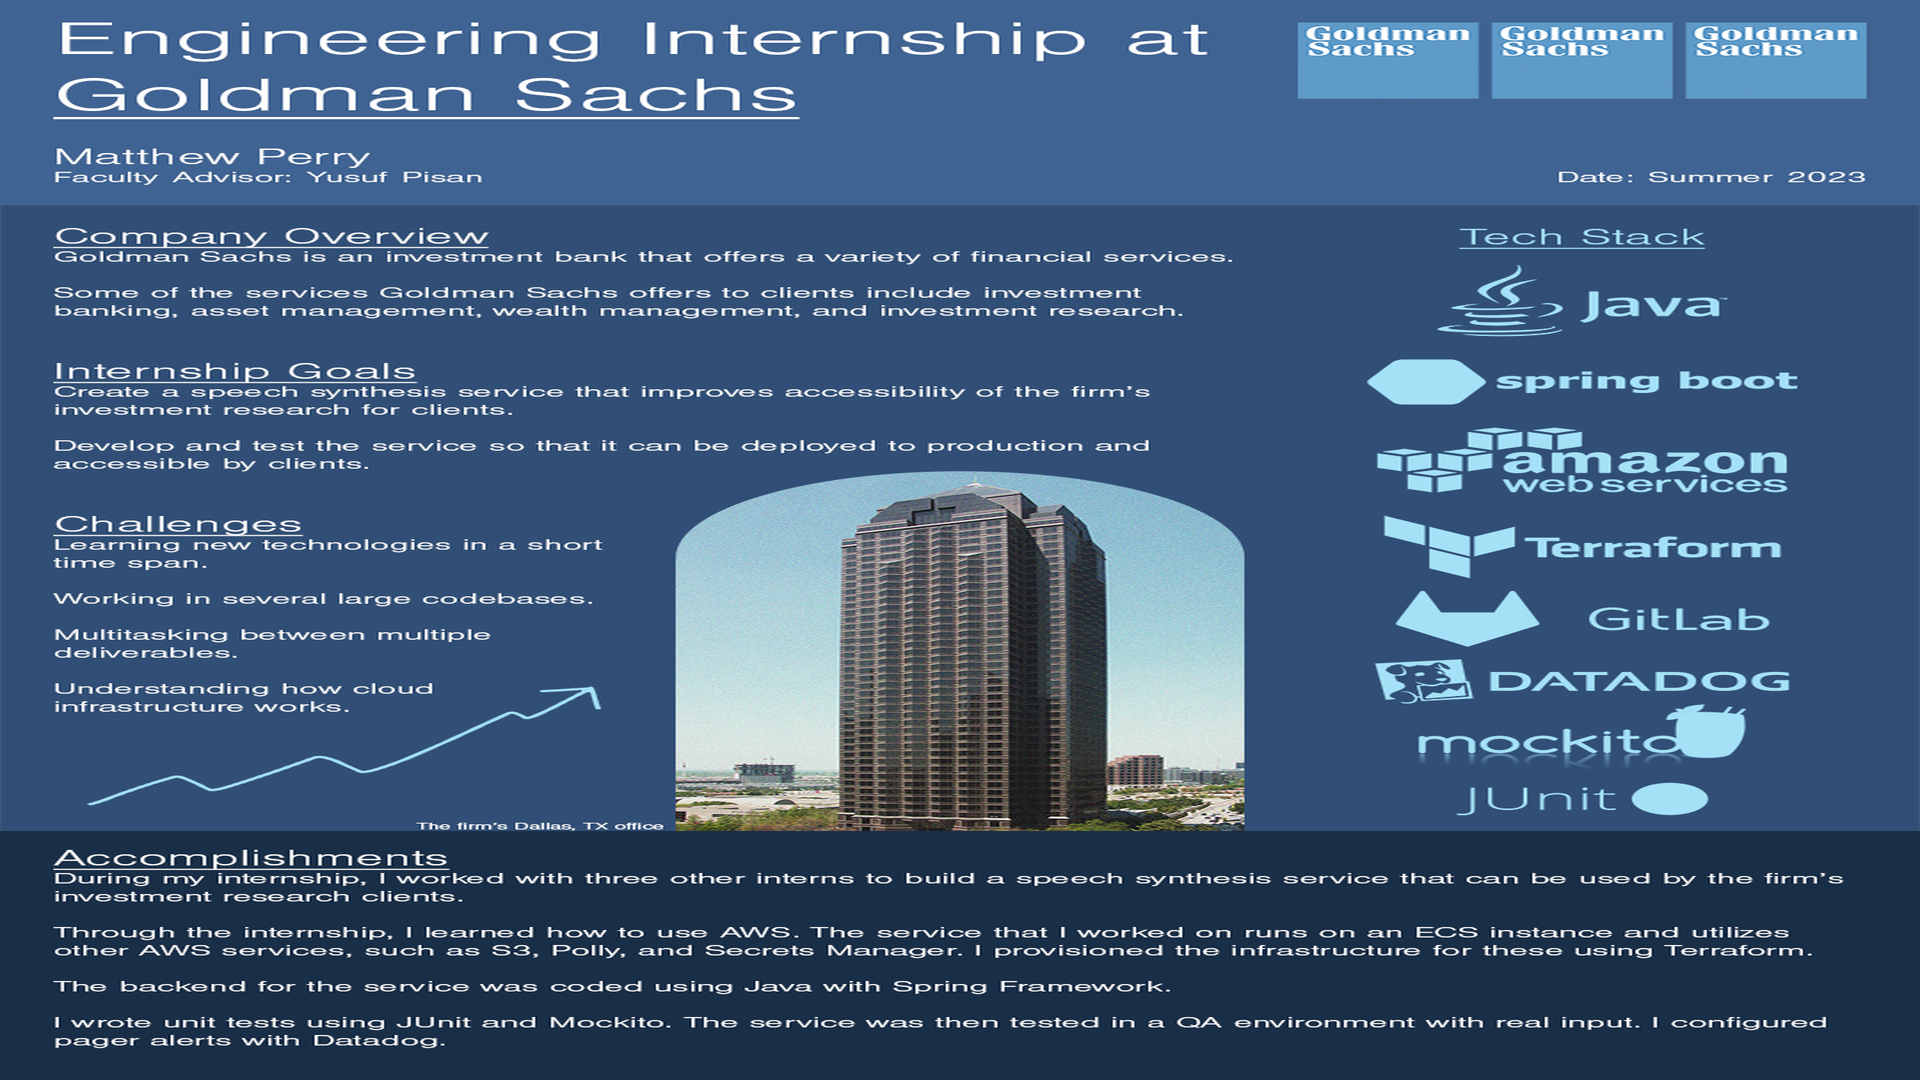 Engineering Internship at
Goldman Sachs
Goldman
Sachs
Goldman
Sachs
Goldman
Sachs
Matthew Perry
Faculty Advisor: Yusuf Pisan
Date: Summer 2023
Company Overview
Goldman Sachs is an investment bank that offers a variety of financial services.
Some of the services Goldman Sachs offers to clients include investment
banking, asset management, wealth management, and investment research.
Internship Goals
Create a speech synthesis service that improves accessibility of the firm’s
investment research for clients.
Develop and test the service so that it can be deployed to production and
accessible by clients.
Challenges
Learning new technologies in a short
time span.
Working in several large codebases.
Multitasking between multiple
deliverables.
Understanding how cloud
infrastructure works.
The firm’s Dallas, TX office
Tech Stack
Java™
spring boot
amazon
web services
Terraform
GitLab
DATADOG
mockito
JUnit
Accomplishments
During my internship, I worked with three other interns to build a speech synthesis service that can be used by the firm’s
investment research clients.
Through the internship, I learned how to use AWS. The service that I worked on runs on an ECS instance and utilizes
other AWS services, such as S3, Polly, and Secrets Manager. I provisioned the infrastructure for these using Terraform.
The backend for the service was coded using Java with Spring Framework.
I wrote unit tests using JUnit and Mockito. The service was then tested in a QA environment with real input. I configured
pager alerts with Datadog.